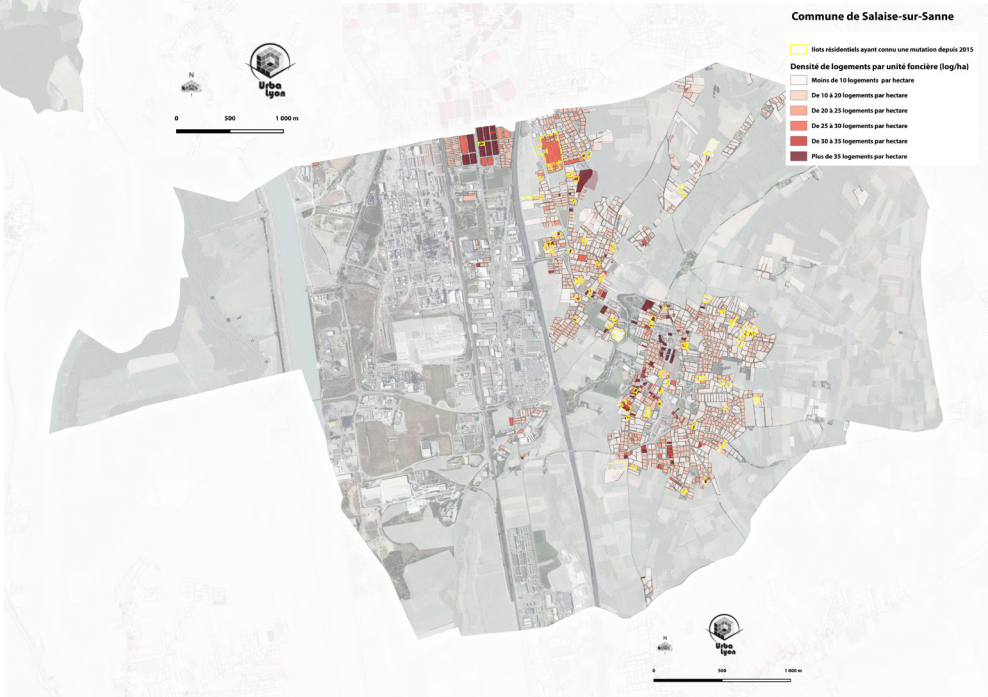 Commune de Salaise-sur-Sanne
Ilots résidentiels ayant connu une mutation depuis 2015
Densité de logements par unité foncière (log/ha)
Moins de 10 logements par hectare
De 10 à 20 logements par hectare
De 20 à 25 logements par hectare
De 25 à 30 logements par hectare
De 30 à 35 logements par hectare
Plus de 35 logements par hectare
N
Urba
Lyon
0 500 1 000 m
N
Urba
Lyon
0 500 1 000 m